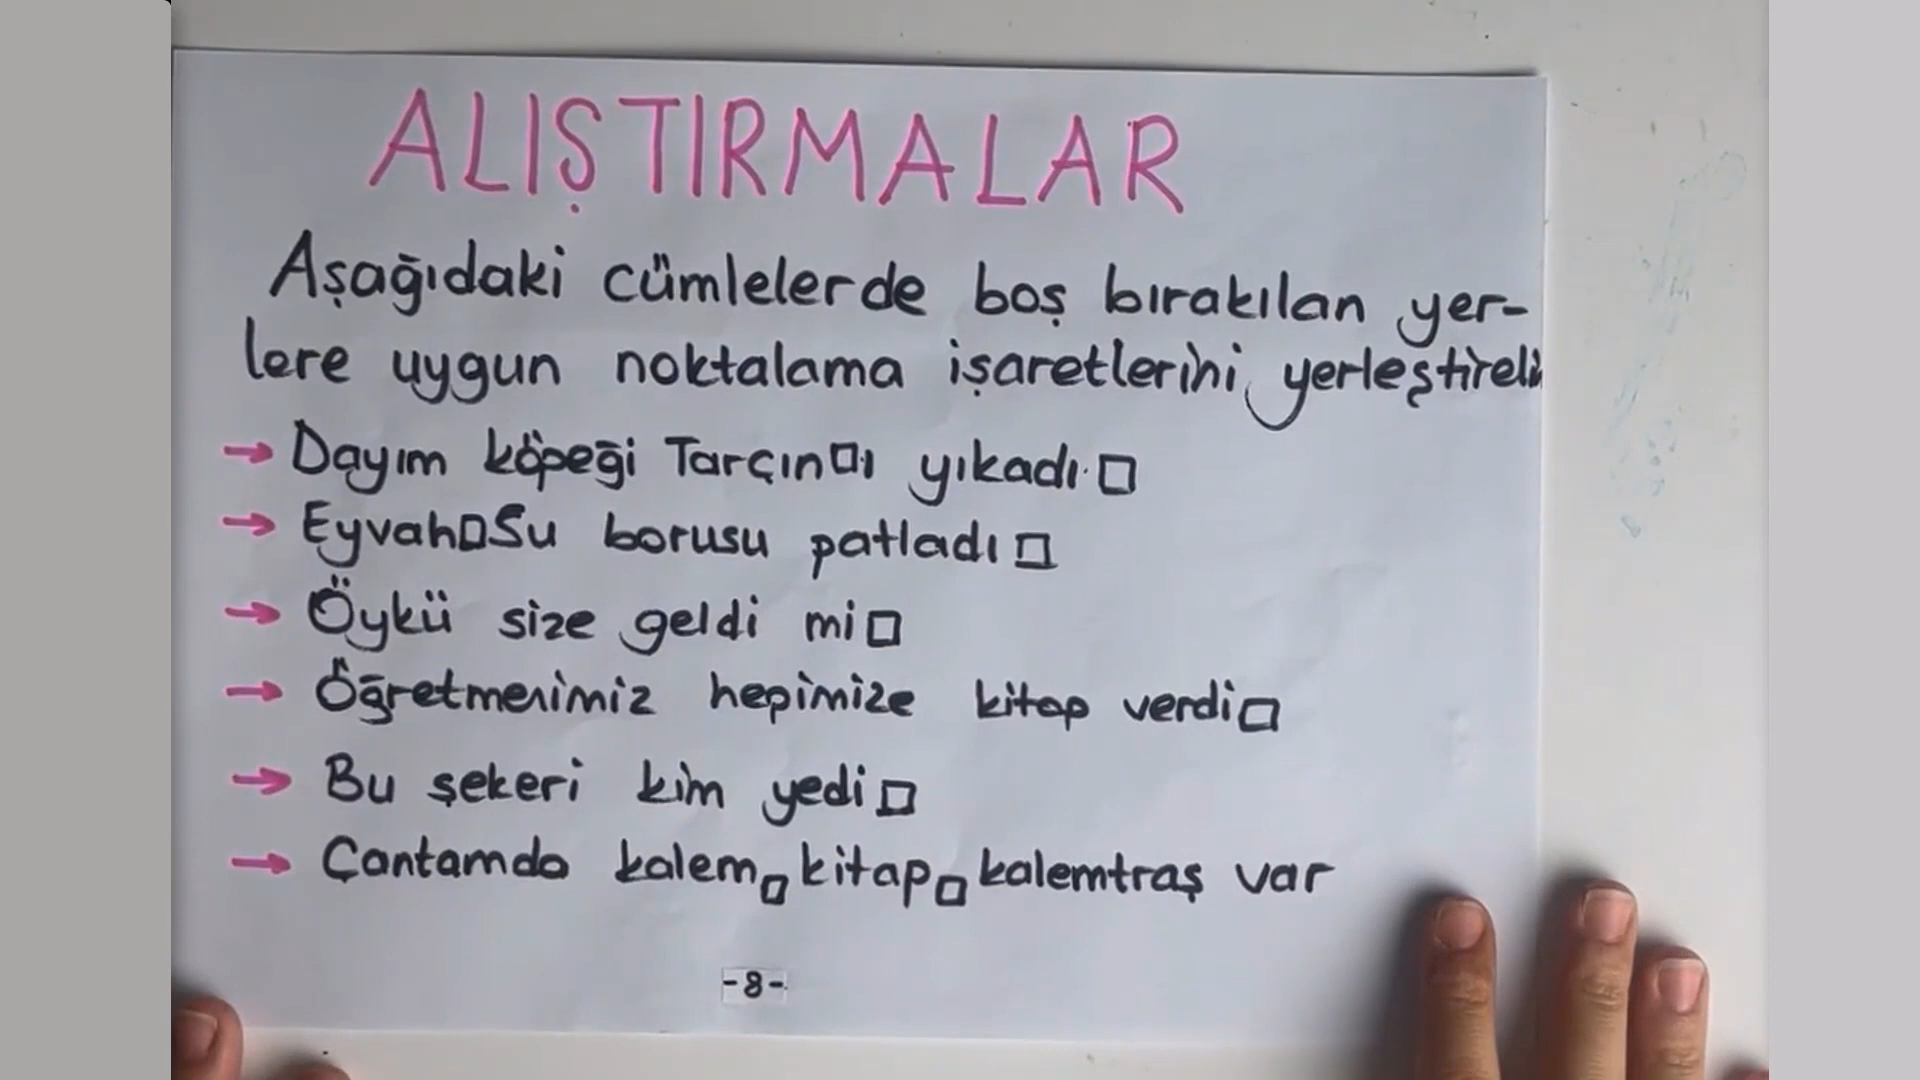 ALIŞTIRMALAR
Aşağıdaki cümlelerde boş bırakılan yer-
lere uygun noktalama işaretlerini yerleştireli
→ Dayım köpeği Tarçın□ı yıkadı.□
→ Eyvah□Su borusu patladı□
→ Öykü size geldi mi□
→ Öğretmenimiz hepimize kitap verdi□
→ Bu şekeri kim yedi□
→ Çantamda kalem□kitap□kalemtraş var
-8-